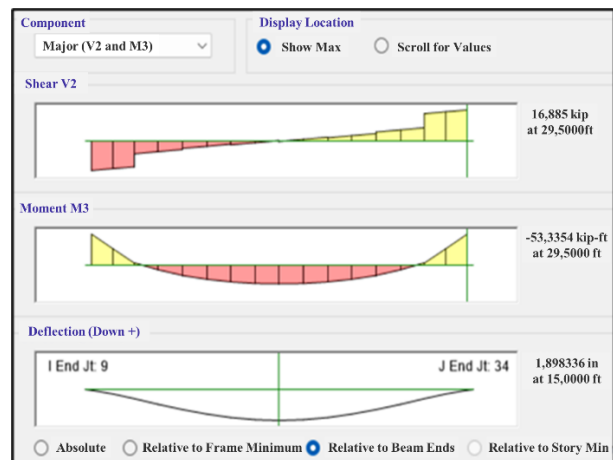 Component
Display Location
Major (V2 and M3)
Show Max
Scroll for Values
Shear V2
16,885 kip
at 29,5000ft
Moment M3
-53,3354 kip-ft
at 29,5000 ft
Deflection (Down +)
I End Jt: 9
J End Jt: 34
1,898336 in
at 15,0000 ft
Absolute
Relative to Frame Minimum
Relative to Beam Ends
Relative to Story Min